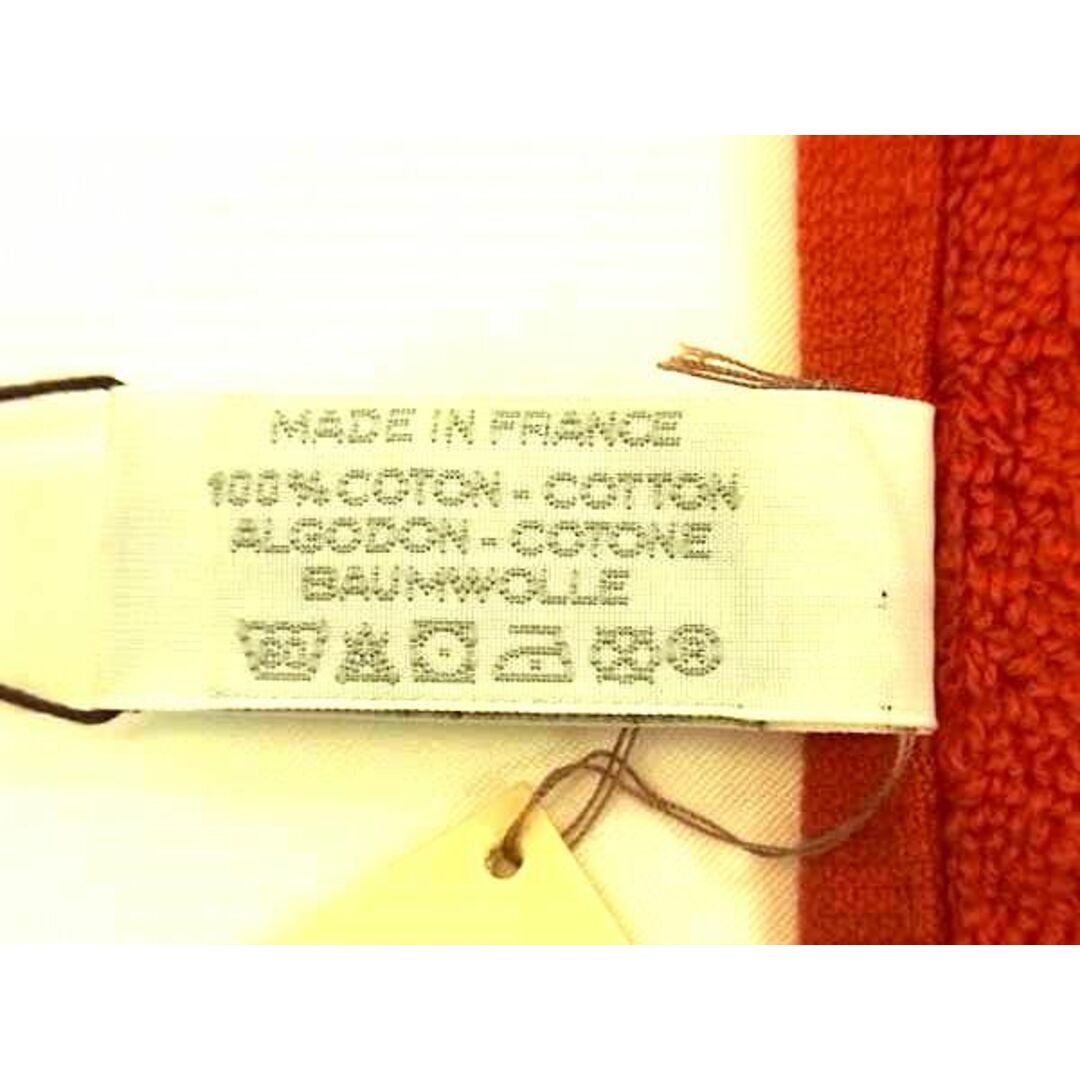 MADE IN FRANCE
100% COTON - COTTON
ALGODON - COTONE
BAUMWOLLE